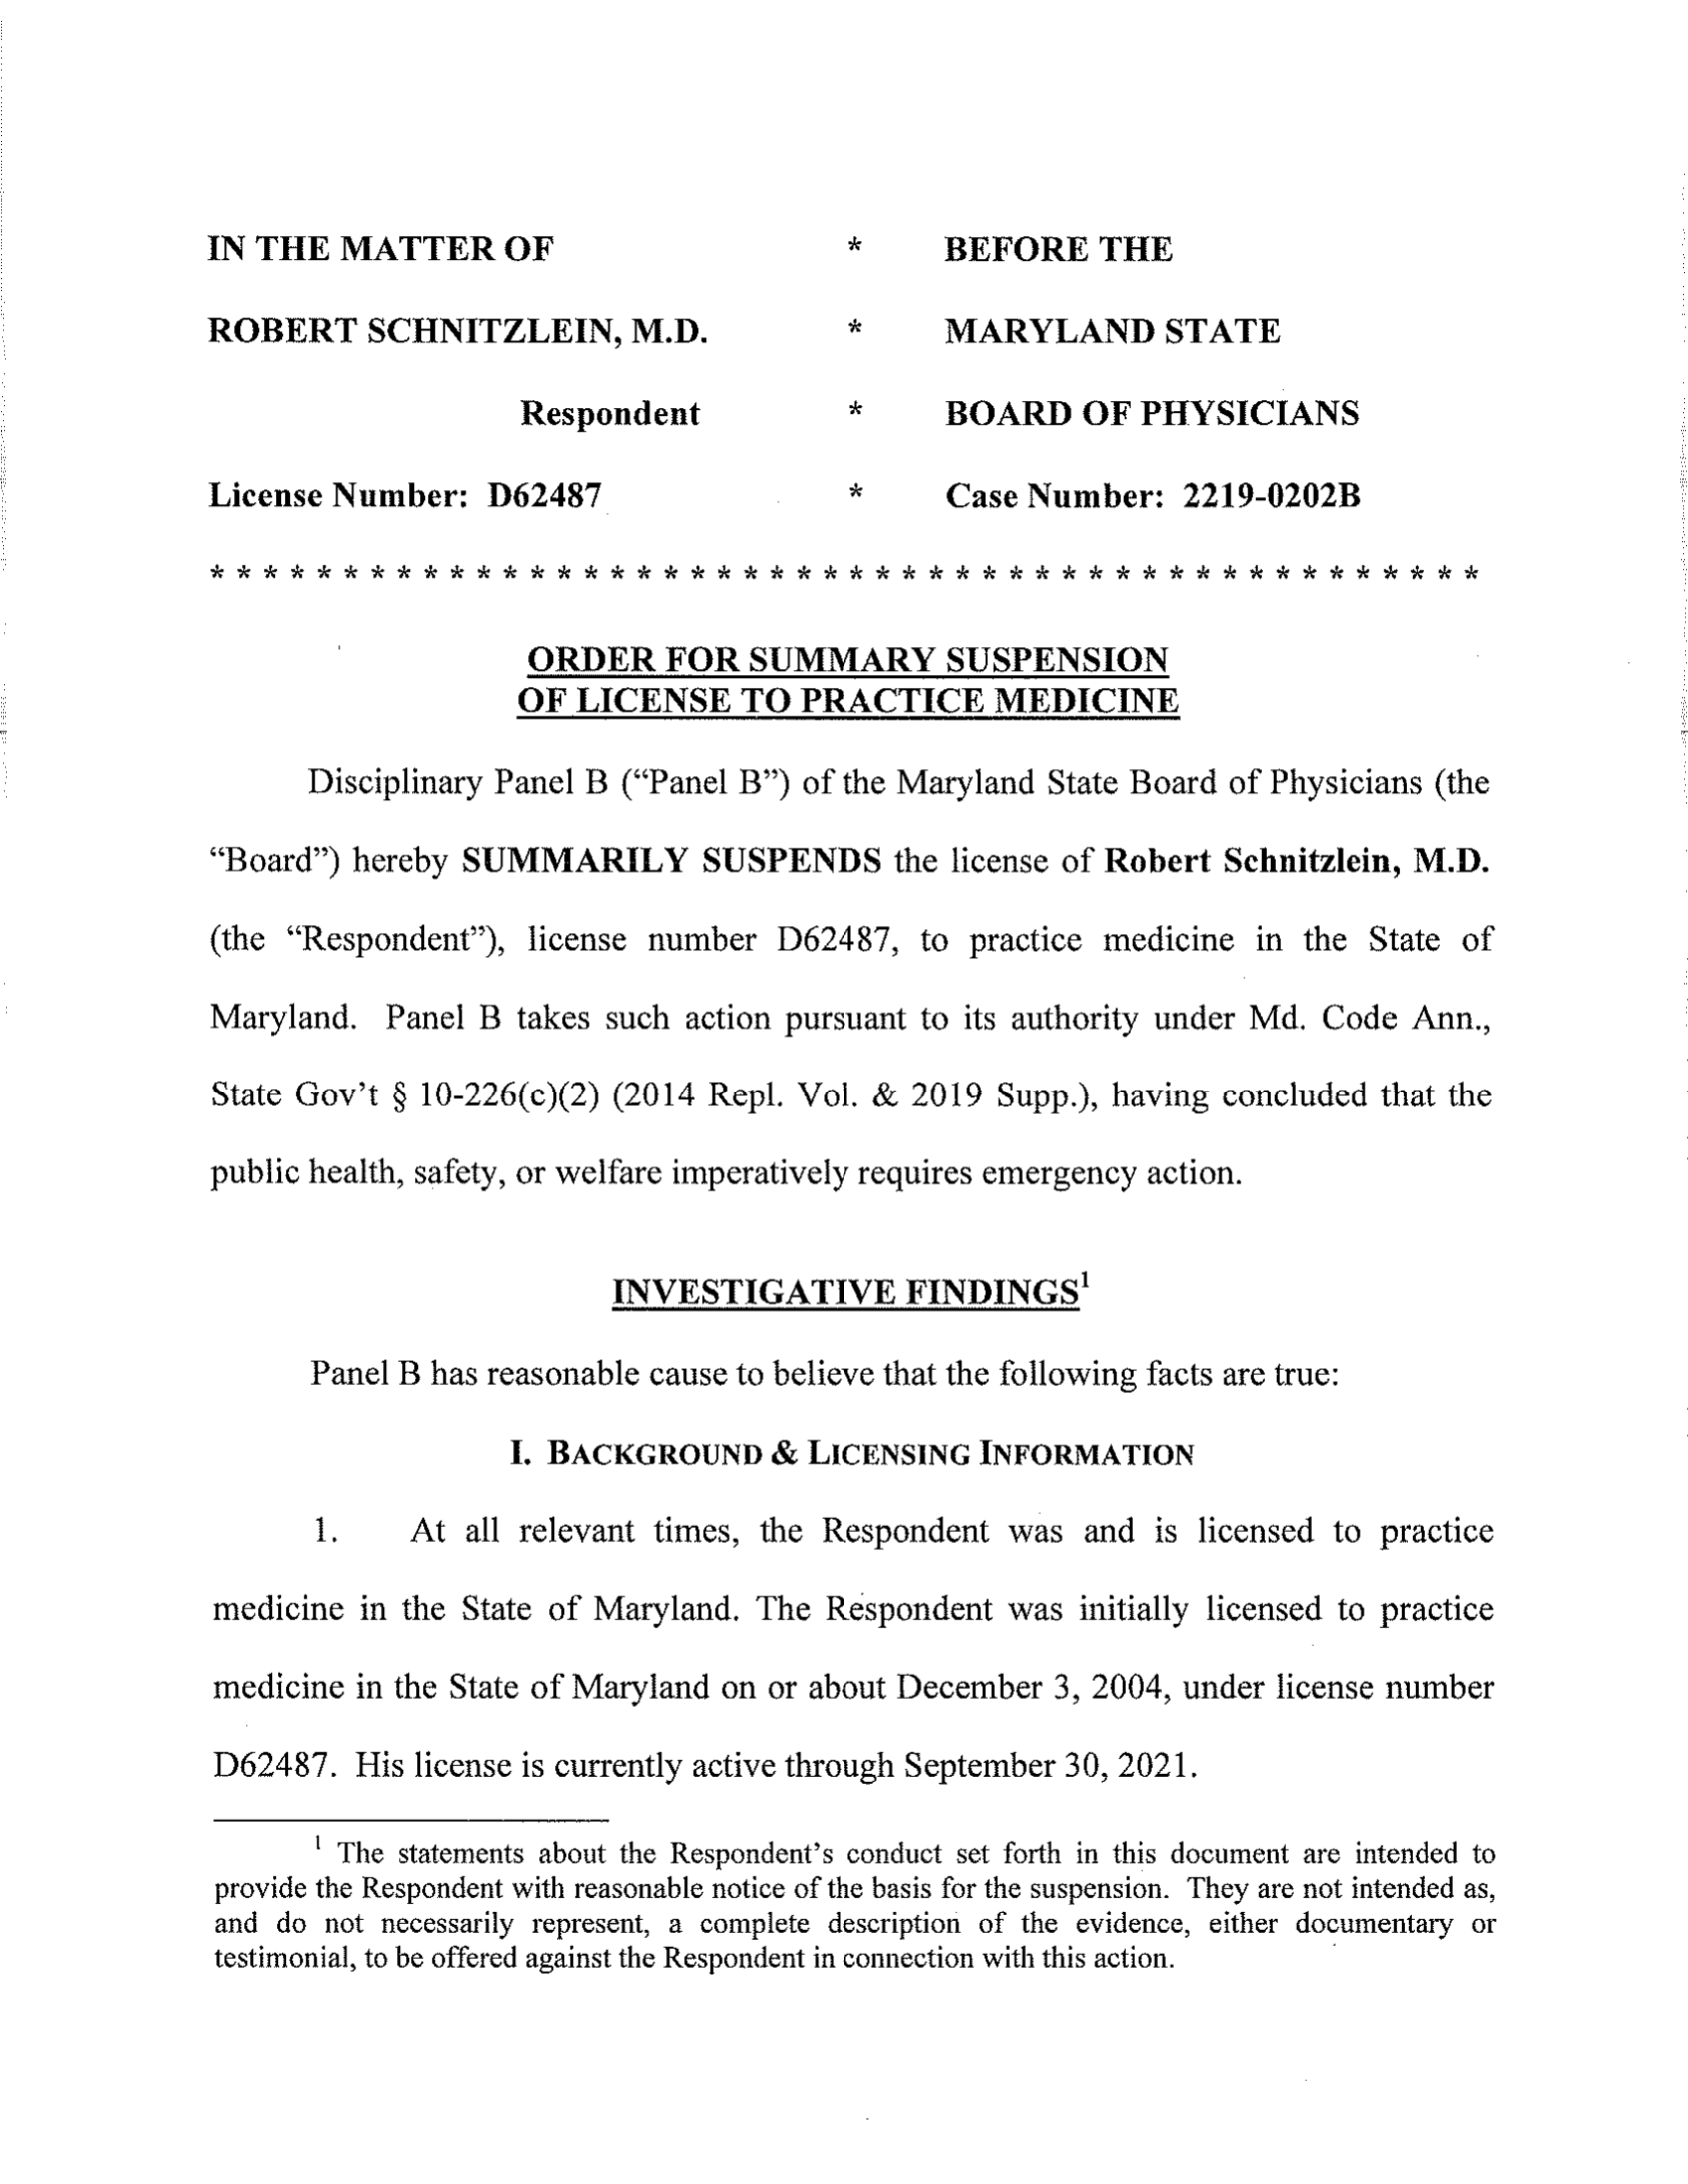 IN THE MATTER OF * BEFORE THE
ROBERT SCHNITZLEIN, M.D. * MARYLAND STATE
Respondent * BOARD OF PHYSICIANS
License Number: D62487 * Case Number: 2219-0202B
* * * * * * * * * * * * * * * * * * * * * * * * * * * * * * * * * * * * * * * * * * * * * * * *
ORDER FOR SUMMARY SUSPENSION
OF LICENSE TO PRACTICE MEDICINE
Disciplinary Panel B (“Panel B”) of the Maryland State Board of Physicians (the
“Board”) hereby SUMMARILY SUSPENDS the license of Robert Schnitzlein, M.D.
(the “Respondent”), license number D62487, to practice medicine in the State of
Maryland. Panel B takes such action pursuant to its authority under Md. Code Ann.,
State Gov’t § 10-226(c)(2) (2014 Repl. Vol. & 2019 Supp.), having concluded that the
public health, safety, or welfare imperatively requires emergency action.
INVESTIGATIVE FINDINGS¹
Panel B has reasonable cause to believe that the following facts are true:
I. BACKGROUND & LICENSING INFORMATION
1. At all relevant times, the Respondent was and is licensed to practice
medicine in the State of Maryland. The Respondent was initially licensed to practice
medicine in the State of Maryland on or about December 3, 2004, under license number
D62487. His license is currently active through September 30, 2021.
¹ The statements about the Respondent’s conduct set forth in this document are intended to
provide the Respondent with reasonable notice of the basis for the suspension. They are not intended as,
and do not necessarily represent, a complete description of the evidence, either documentary or
testimonial, to be offered against the Respondent in connection with this action.